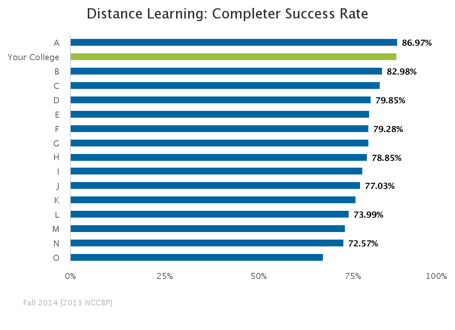 Distance Learning: Completer Success Rate
A 86.97%
Your College
B 82.98%
C
D 79.85%
E
F 79.28%
G
H 78.85%
I
J 77.03%
K
L 73.99%
M
N 72.57%
O
0% 25% 50% 75% 100%
Fall 2014 [2013 NCCBP]